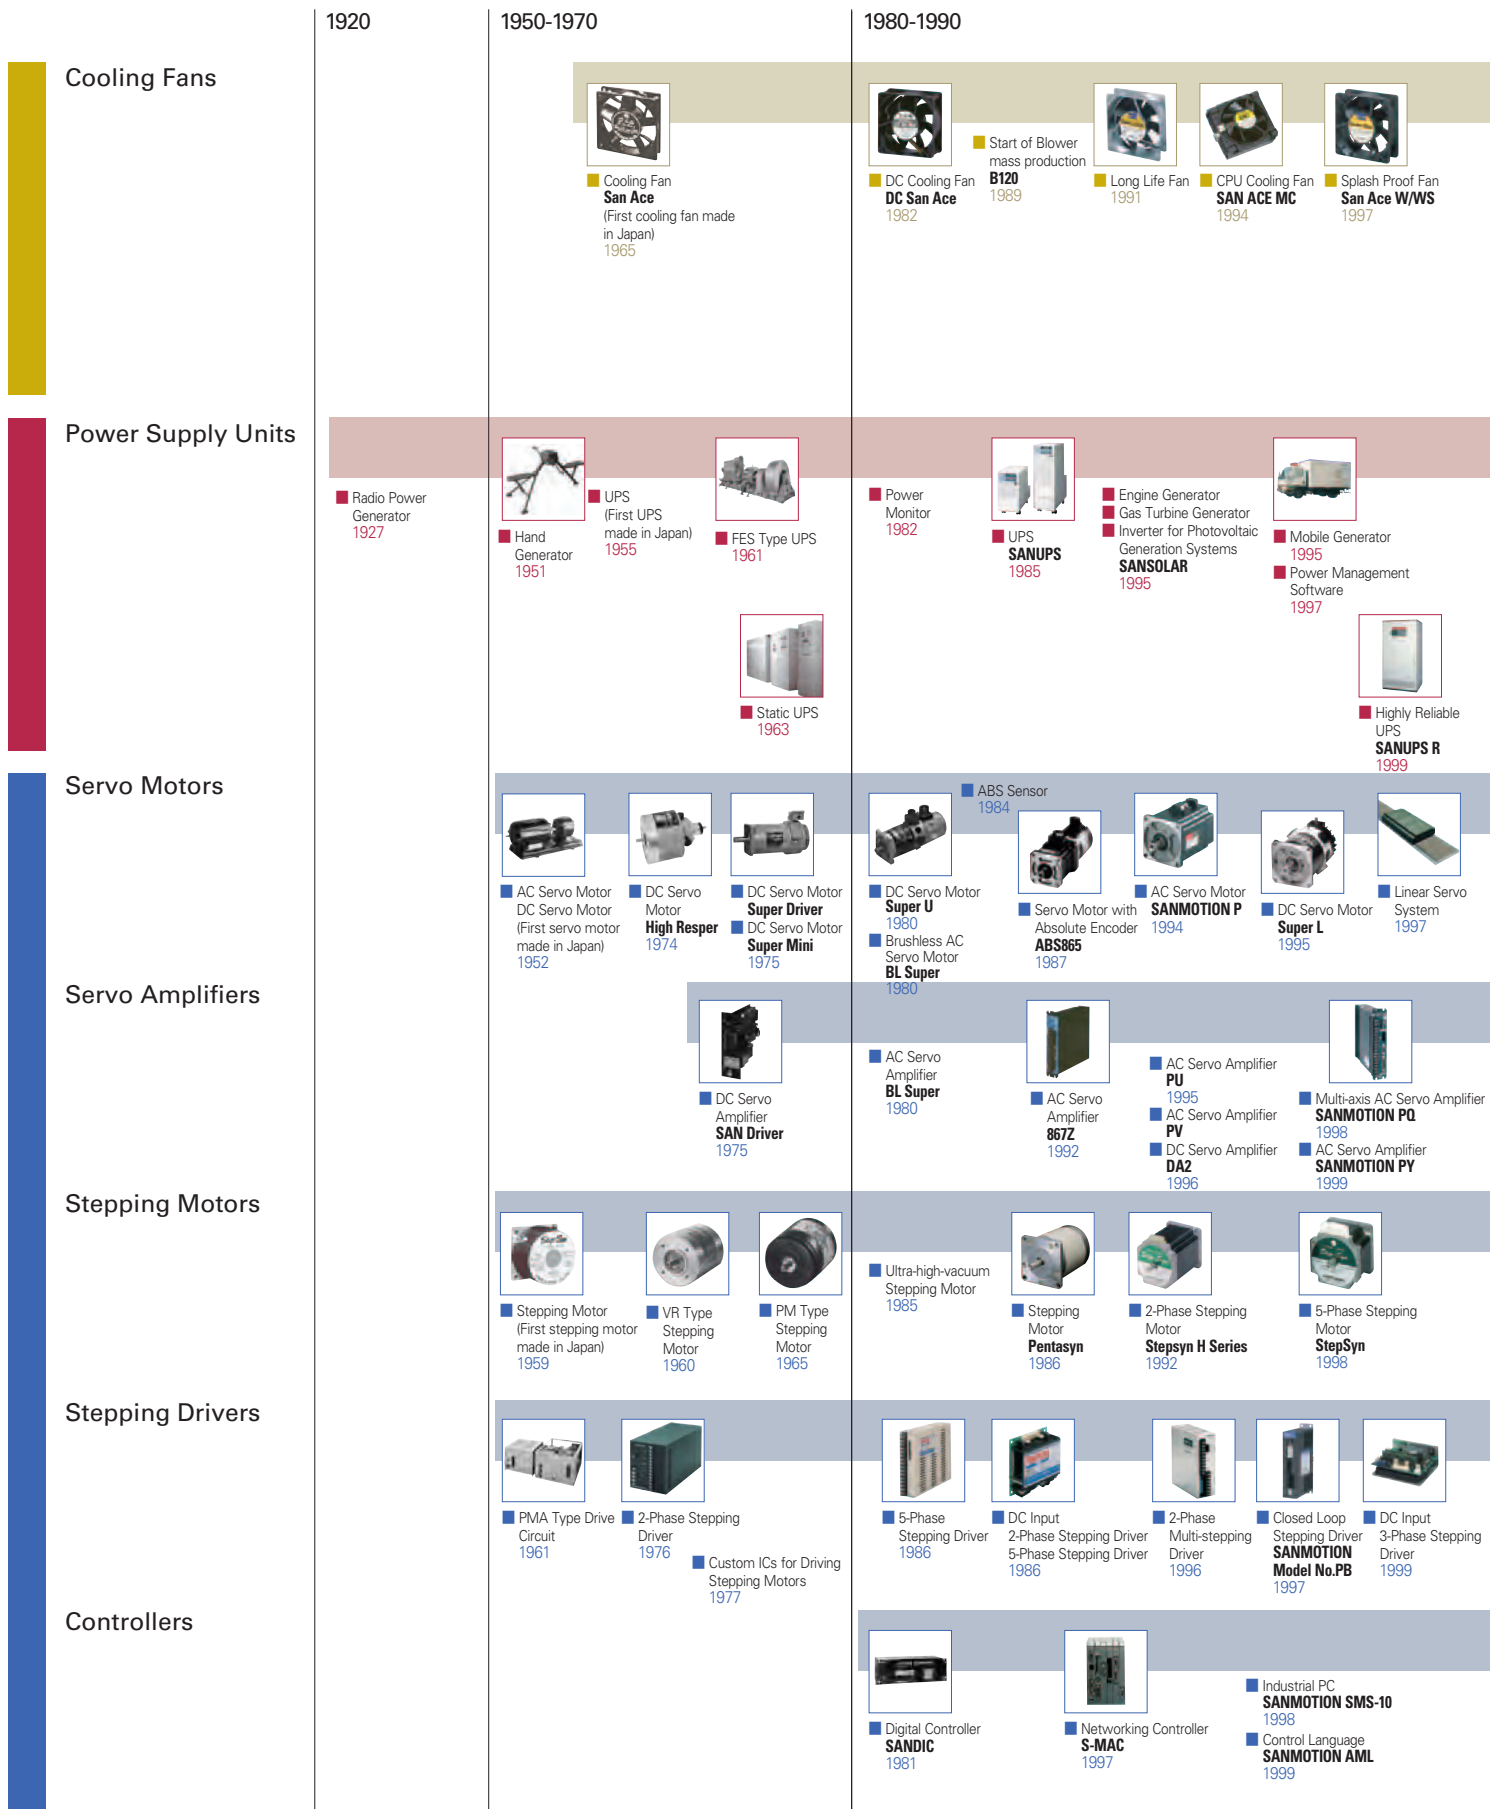 1920
1950-1970
1980-1990
Cooling Fans
Cooling Fan
San Ace
(First cooling fan made
in Japan)
1965
DC Cooling Fan
DC San Ace
1982
Start of Blower
mass production
B120
1989
Long Life Fan
1991
CPU Cooling Fan
SAN ACE MC
1994
Splash Proof Fan
San Ace W/WS
1997
Power Supply Units
Radio Power
Generator
1927
Hand
Generator
1951
UPS
(First UPS
made in Japan)
1955
FES Type UPS
1961
Static UPS
1963
Power
Monitor
1982
UPS
SANUPS
1985
Engine Generator
Gas Turbine Generator
Inverter for Photovoltaic
Generation Systems
SANSOLAR
1995
Mobile Generator
1995
Power Management
Software
1997
Highly Reliable
UPS
SANUPS R
1999
Servo Motors
AC Servo Motor
DC Servo Motor
(First servo motor
made in Japan)
1952
DC Servo
Motor
High Resper
1974
DC Servo Motor
Super Driver
DC Servo Motor
Super Mini
1975
DC Servo Motor
Super U
1980
Brushless AC
Servo Motor
BL Super
1980
ABS Sensor
1984
Servo Motor with
Absolute Encoder
ABS865
1987
AC Servo Motor
SANMOTION P
1994
DC Servo Motor
Super L
1995
Linear Servo
System
1997
Servo Amplifiers
DC Servo
Amplifier
SAN Driver
1975
AC Servo
Amplifier
BL Super
1980
AC Servo
Amplifier
867Z
1992
AC Servo Amplifier
PU
1995
AC Servo Amplifier
PV
DC Servo Amplifier
DA2
1996
Multi-axis AC Servo Amplifier
SANMOTION PQ
1998
AC Servo Amplifier
SANMOTION PY
1999
Stepping Motors
Stepping Motor
(First stepping motor
made in Japan)
1959
VR Type
Stepping
Motor
1960
PM Type
Stepping
Motor
1965
Ultra-high-vacuum
Stepping Motor
1985
Stepping
Motor
Pentasyn
1986
2-Phase Stepping
Motor
Stepsyn H Series
1992
5-Phase Stepping
Motor
StepSyn
1998
Stepping Drivers
PMA Type Drive
Circuit
1961
2-Phase Stepping
Driver
1976
Custom ICs for Driving
Stepping Motors
1977
5-Phase
Stepping Driver
1986
DC Input
2-Phase Stepping Driver
5-Phase Stepping Driver
1986
2-Phase
Multi-stepping
Driver
1996
Closed Loop
Stepping Driver
SANMOTION
Model No.PB
1997
DC Input
3-Phase Stepping
Driver
1999
Controllers
Digital Controller
SANDIC
1981
Networking Controller
S-MAC
1997
Industrial PC
SANMOTION SMS-10
1998
Control Language
SANMOTION AML
1999